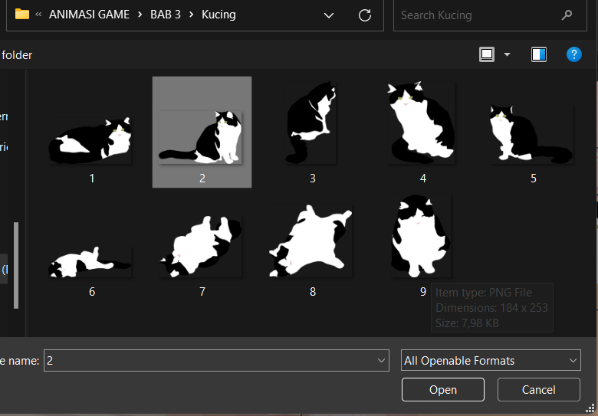 « ANIMASI GAME > BAB 3 > Kucing
Search Kucing
folder
1
2
3
4
5
6
7
8
9
Item type: PNG File
Dimensions: 184 x 253
Size: 7,98 KB
e name:
2
All Openable Formats
Open
Cancel